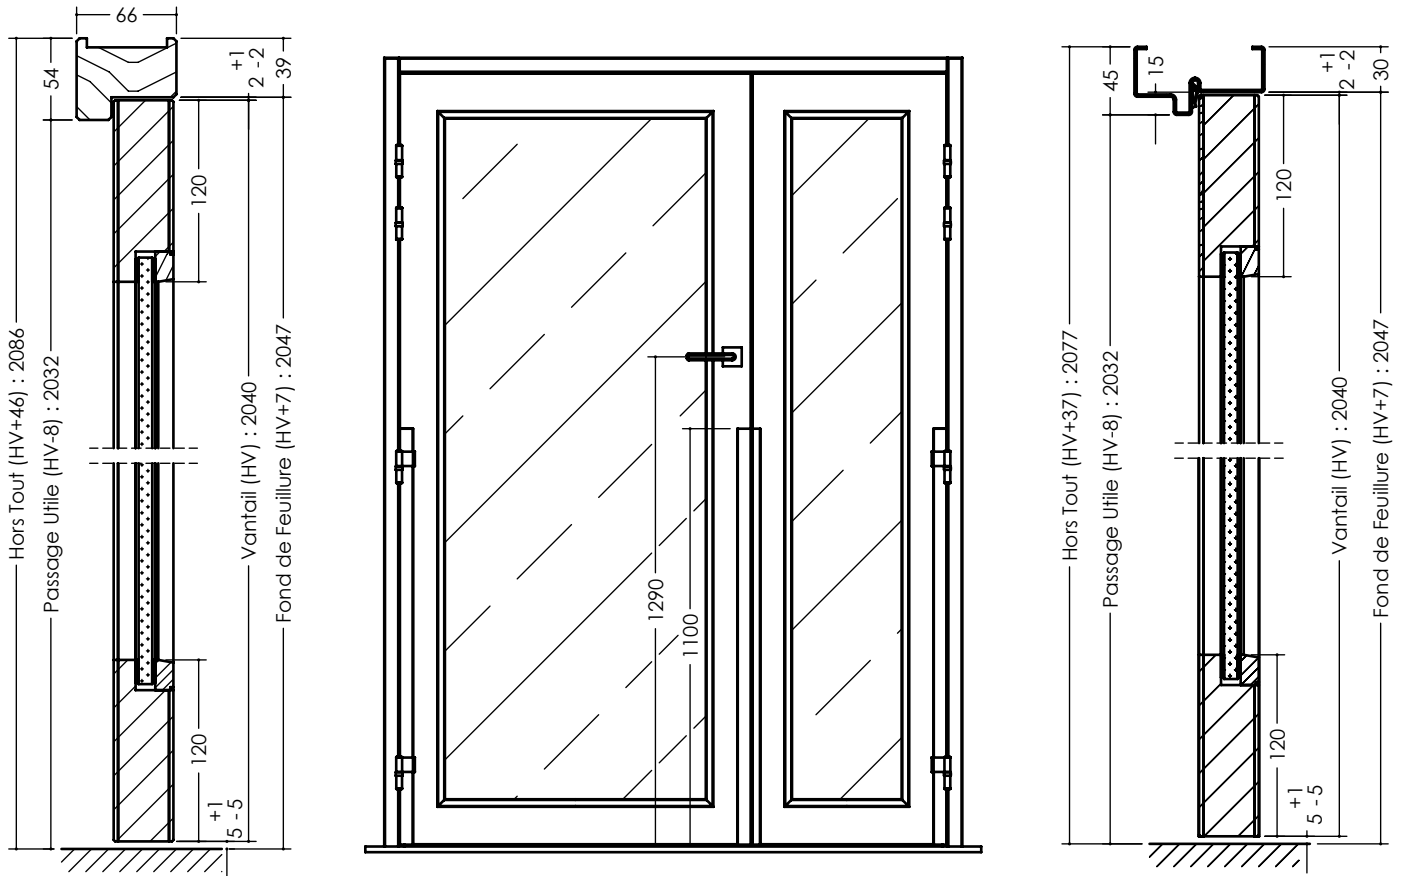 66
54
+1
2 -2
39
120
Hors Tout (HV+46) : 2086
Passage Utile (HV-8) : 2032
Vantail (HV) : 2040
Fond de Feuillure (HV+7) : 2047
120
+1
5 -5
1290
1100
45
15
+1
2 -2
30
120
Hors Tout (HV+37) : 2077
Passage Utile (HV-8) : 2032
Vantail (HV) : 2040
Fond de Feuillure (HV+7) : 2047
120
+1
5 -5